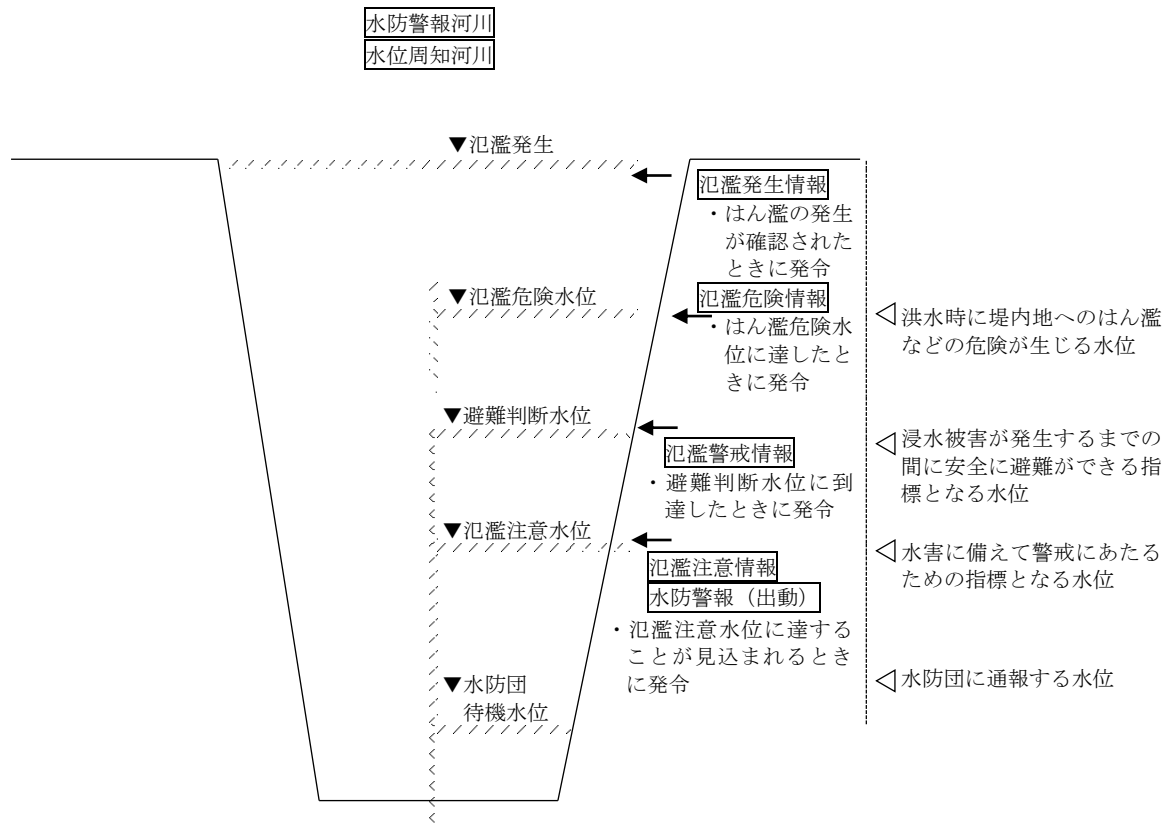 水防警報河川
水位周知河川
▼氾濫発生
氾濫発生情報
・はん濫の発生
が確認された
ときに発令
▼氾濫危険水位
氾濫危険情報
・はん濫危険水
位に達したと
きに発令
◁洪水時に堤内地へのはん濫
などの危険が生じる水位
▼避難判断水位
氾濫警戒情報
・避難判断水位に到
達したときに発令
◁浸水被害が発生するまでの
間に安全に避難ができる指
標となる水位
▼氾濫注意水位
氾濫注意情報
水防警報（出動）
・氾濫注意水位に達する
ことが見込まれるとき
に発令
◁水害に備えて警戒にあたる
ための指標となる水位
▼水防団
待機水位
◁水防団に通報する水位